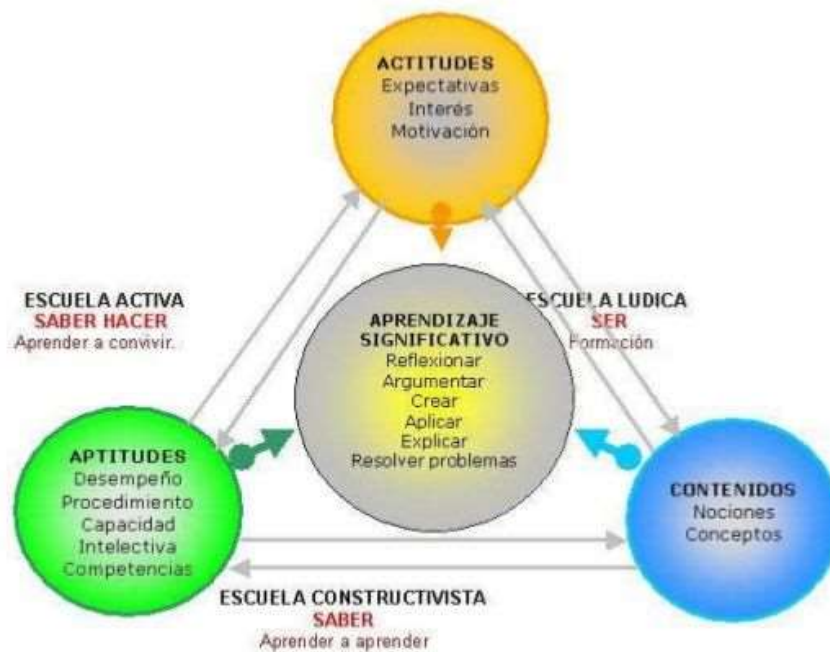 ACTITUDES
Expectativas
Interés
Motivación
ESCUELA ACTIVA
SABER HACER
Aprender a convivir.
ESCUELA LUDICA
SER
Formación
APRENDIZAJE
SIGNIFICATIVO
Reflexionar
Argumentar
Crear
Aplicar
Explicar
Resolver problemas
APTITUDES
Desempeño
Procedimiento
Capacidad
Intelectiva
Competencias
CONTENIDOS
Nociones
Conceptos
ESCUELA CONSTRUCTIVISTA
SABER
Aprender a aprender